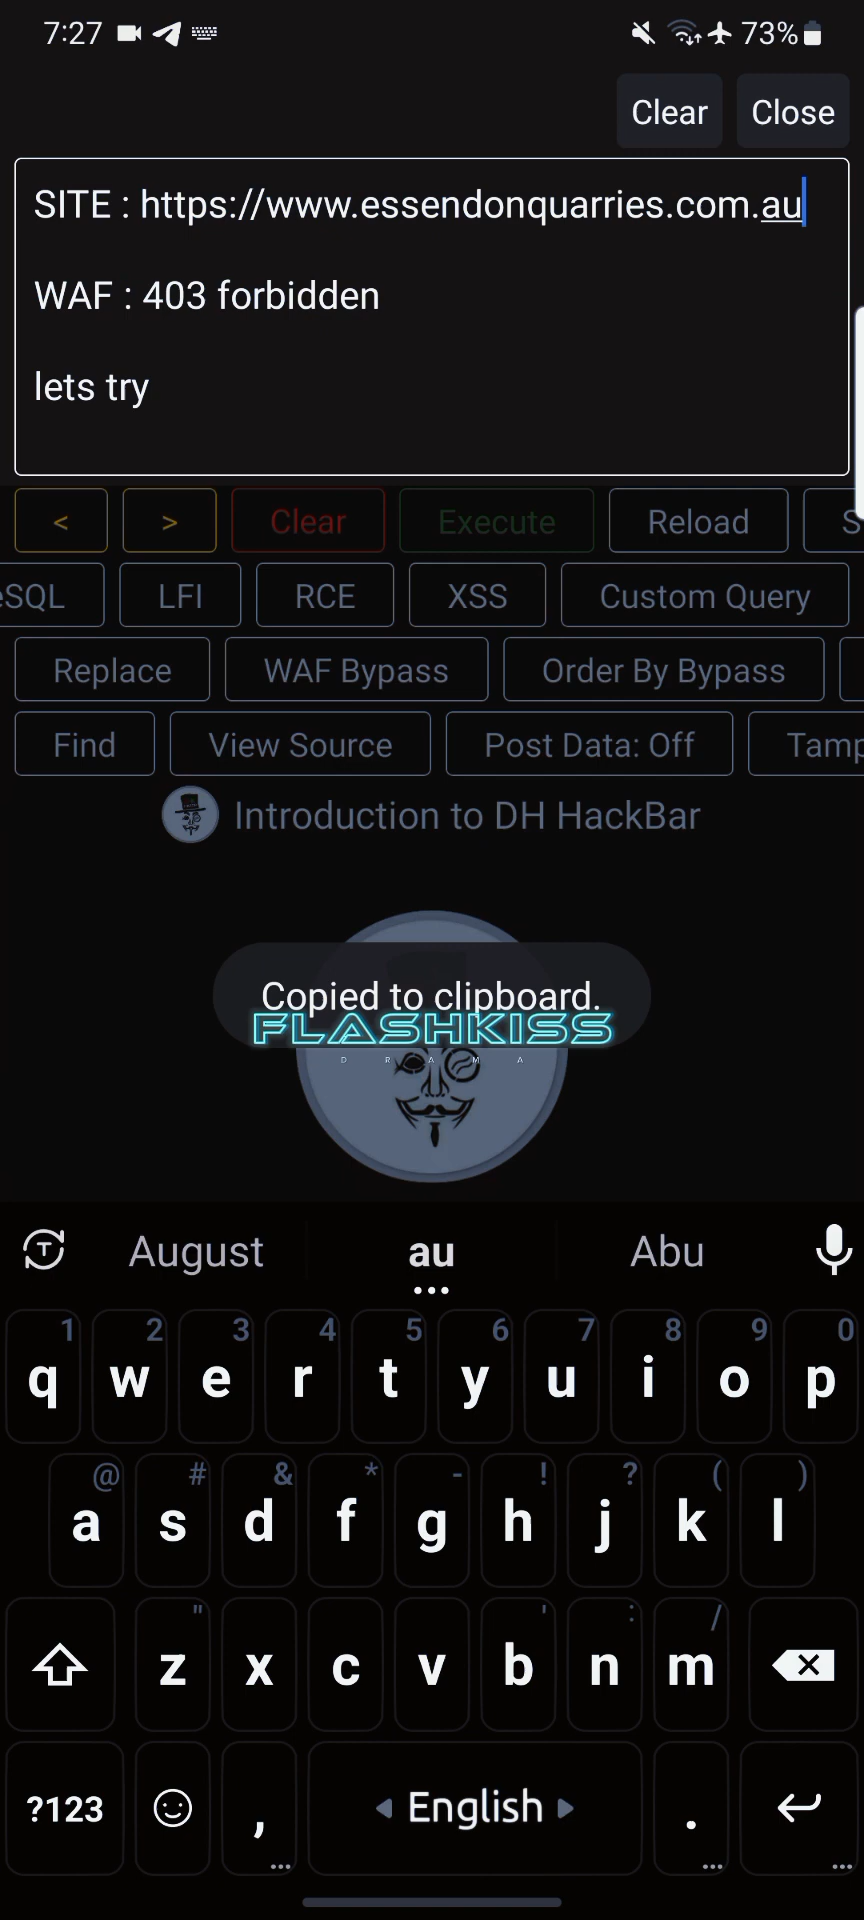 7:27 73%
Clear Close
SITE : https://www.essendonquarries.com.au
WAF : 403 forbidden
lets try
< > Clear Execute Reload S
eSQL LFI RCE XSS Custom Query
Replace WAF Bypass Order By Bypass
Find View Source Post Data: Off Tamp
Introduction to DH HackBar
Copied to clipboard.
FLASHKISS
DRAMA
T August au Abu
1 2 3 4 5 6 7 8 9 0
q w e r t y u i o p
@ # & * - ! ? ( )
a s d f g h j k l
" ' : /
z x c v b n m
?123 , English .